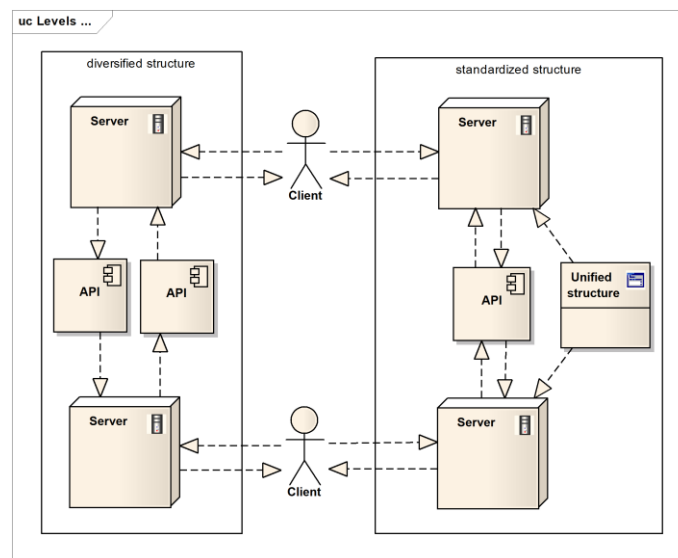 uc Levels ...
diversified structure
standardized structure
Server
Server
Client
API
API
API
Unified
structure
Server
Server
Client